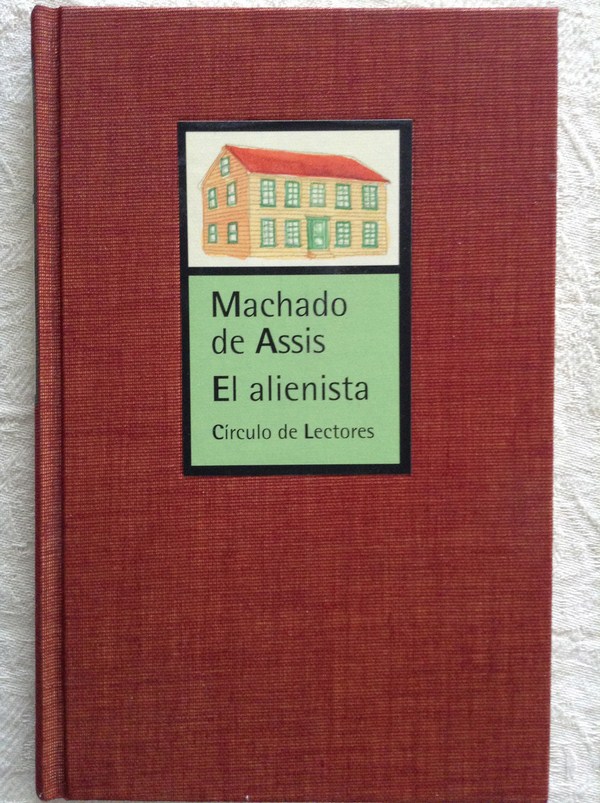 Machado
de Assis
El alienista
Círculo de Lectores